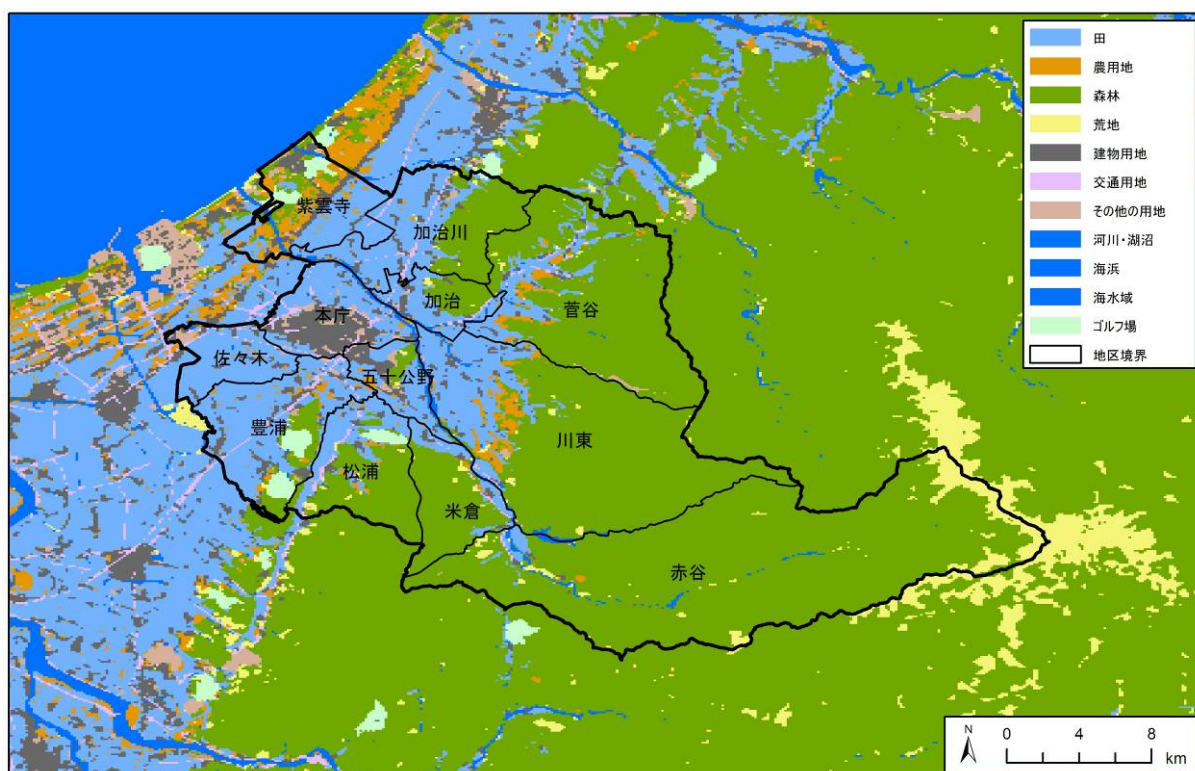 田
農用地
森林
荒地
建物用地
交通用地
その他の用地
河川・湖沼
海浜
海水域
ゴルフ場
地区境界
紫雲寺
加治川
加治
菅谷
本庁
佐々木
五十公野
豊浦
川東
松浦
米倉
赤谷
N
0 4 8
km